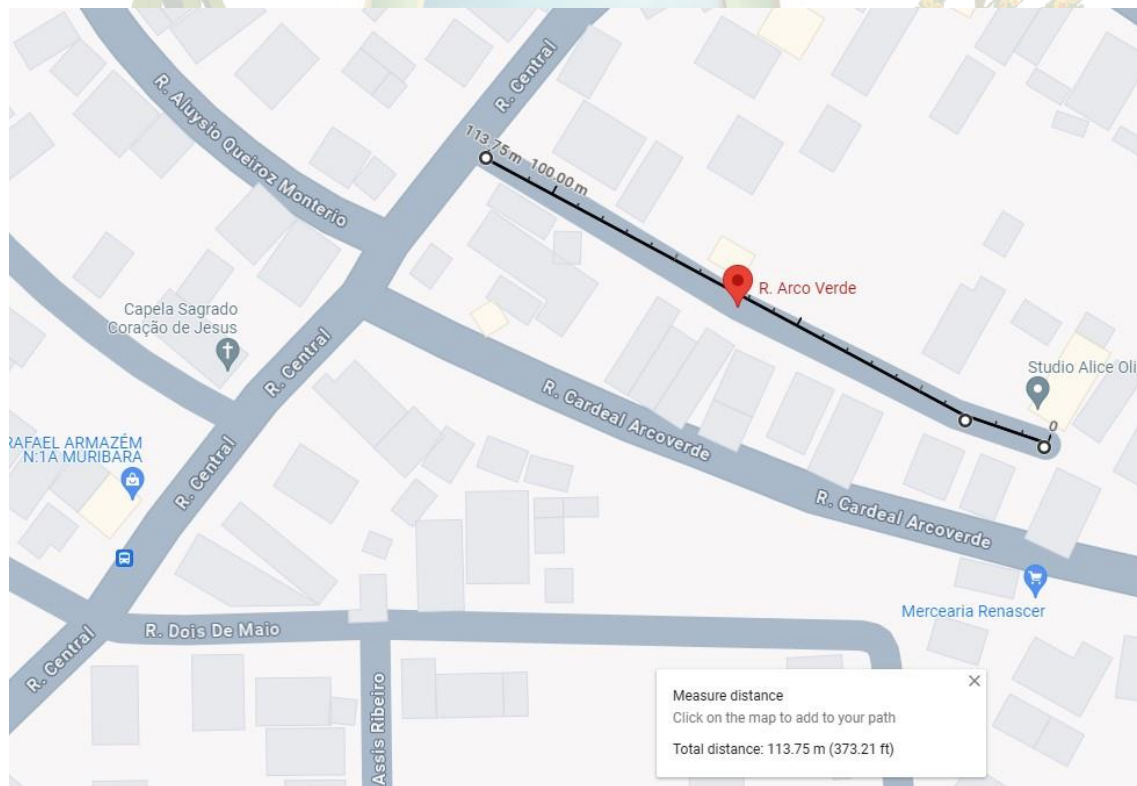 R. Central
R. Aluysio Queiroz Monterio
113.75 m
100.00 m
R. Arco Verde
Capela Sagrado
Coração de Jesus
R. Central
Studio Alice Oli
0
R. Cardeal Arcoverde
RAFAEL ARMAZÉM
N:1A MURIBARA
R. Central
R. Cardeal Arcoverde
Mercearia Renascer
R. Dois De Maio
R. Central
Assis Ribeiro
Measure distance
Click on the map to add to your path
Total distance: 113.75 m (373.21 ft)